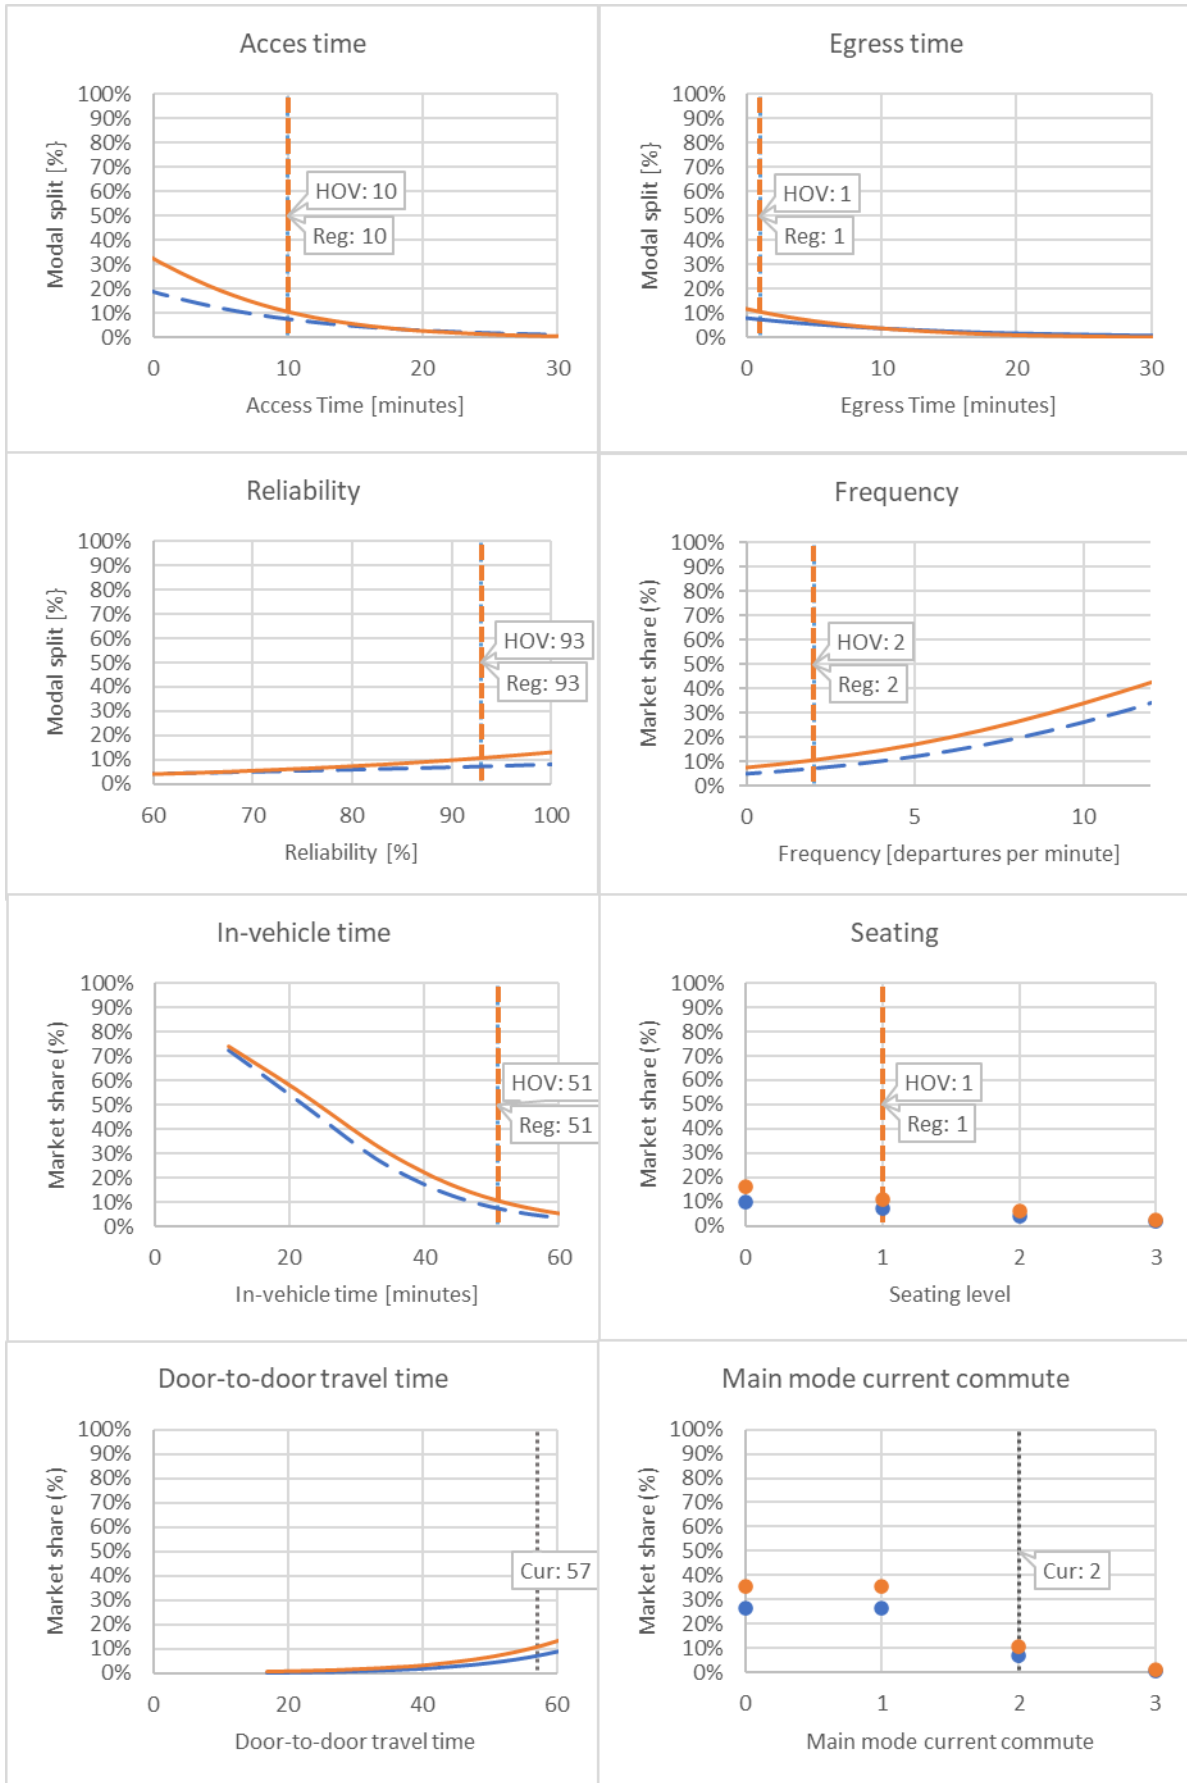 Acces time
Modal split [%]
100%
90%
80%
70%
60%
50%
40%
30%
20%
10%
0%
HOV: 10
Reg: 10
0 10 20 30
Access Time [minutes]
Egress time
Modal split [%}
100%
90%
80%
70%
60%
50%
40%
30%
20%
10%
0%
HOV: 1
Reg: 1
0 10 20 30
Egress Time [minutes]
Reliability
Modal split [%}
100%
90%
80%
70%
60%
50%
40%
30%
20%
10%
0%
HOV: 93
Reg: 93
60 70 80 90 100
Reliability [%]
Frequency
Market share (%)
100%
90%
80%
70%
60%
50%
40%
30%
20%
10%
0%
HOV: 2
Reg: 2
0 5 10
Frequency [departures per minute]
In-vehicle time
Market share (%)
100%
90%
80%
70%
60%
50%
40%
30%
20%
10%
0%
HOV: 51
Reg: 51
0 20 40 60
In-vehicle time [minutes]
Seating
Market share (%)
100%
90%
80%
70%
60%
50%
40%
30%
20%
10%
0%
HOV: 1
Reg: 1
0 1 2 3
Seating level
Door-to-door travel time
Market share (%)
100%
90%
80%
70%
60%
50%
40%
30%
20%
10%
0%
Cur: 57
0 20 40 60
Door-to-door travel time
Main mode current commute
Market share (%)
100%
90%
80%
70%
60%
50%
40%
30%
20%
10%
0%
Cur: 2
0 1 2 3
Main mode current commute